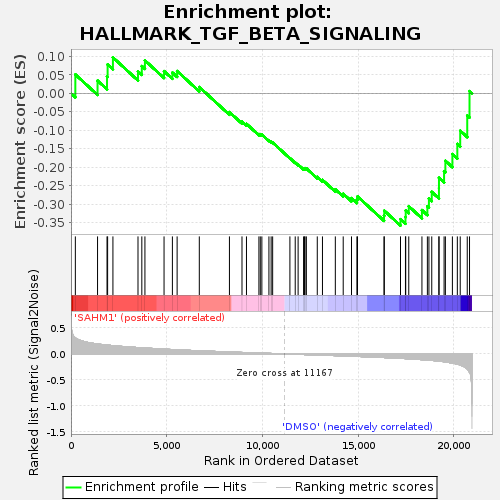 Enrichment plot:
HALLMARK_TGF_BETA_SIGNALING
Enrichment score (ES)
0.10
0.05
0.00
-0.05
-0.10
-0.15
-0.20
-0.25
-0.30
-0.35
'SAHM1' (positively correlated)
Ranked list metric (Signal2Noise)
0.5
0.0
-0.5
-1.0
-1.5
Zero cross at 11167
'DMSO' (negatively correlated)
0 5,000 10,000 15,000 20,000
Rank in Ordered Dataset
Enrichment profile Hits Ranking metric scores